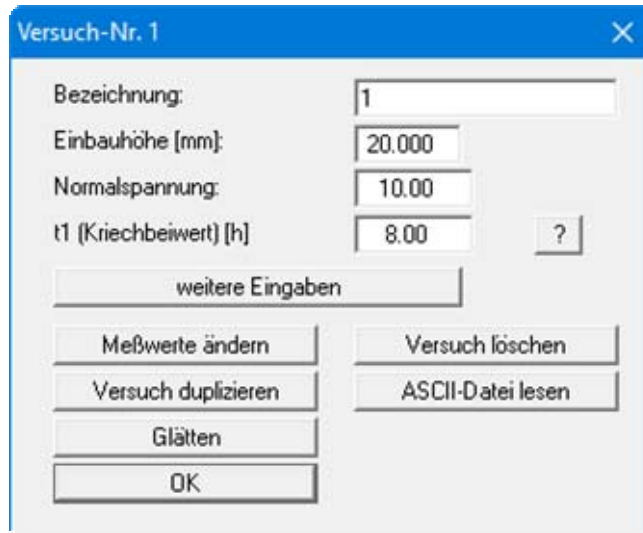 Versuch-Nr. 1
Bezeichnung: 1
Einbauhöhe [mm]: 20.000
Normalspannung: 10.00
t1 (Kriechbeiwert) [h] 8.00 ?
weitere Eingaben
Meßwerte ändern Versuch löschen
Versuch duplizieren ASCII-Datei lesen
Glätten
OK